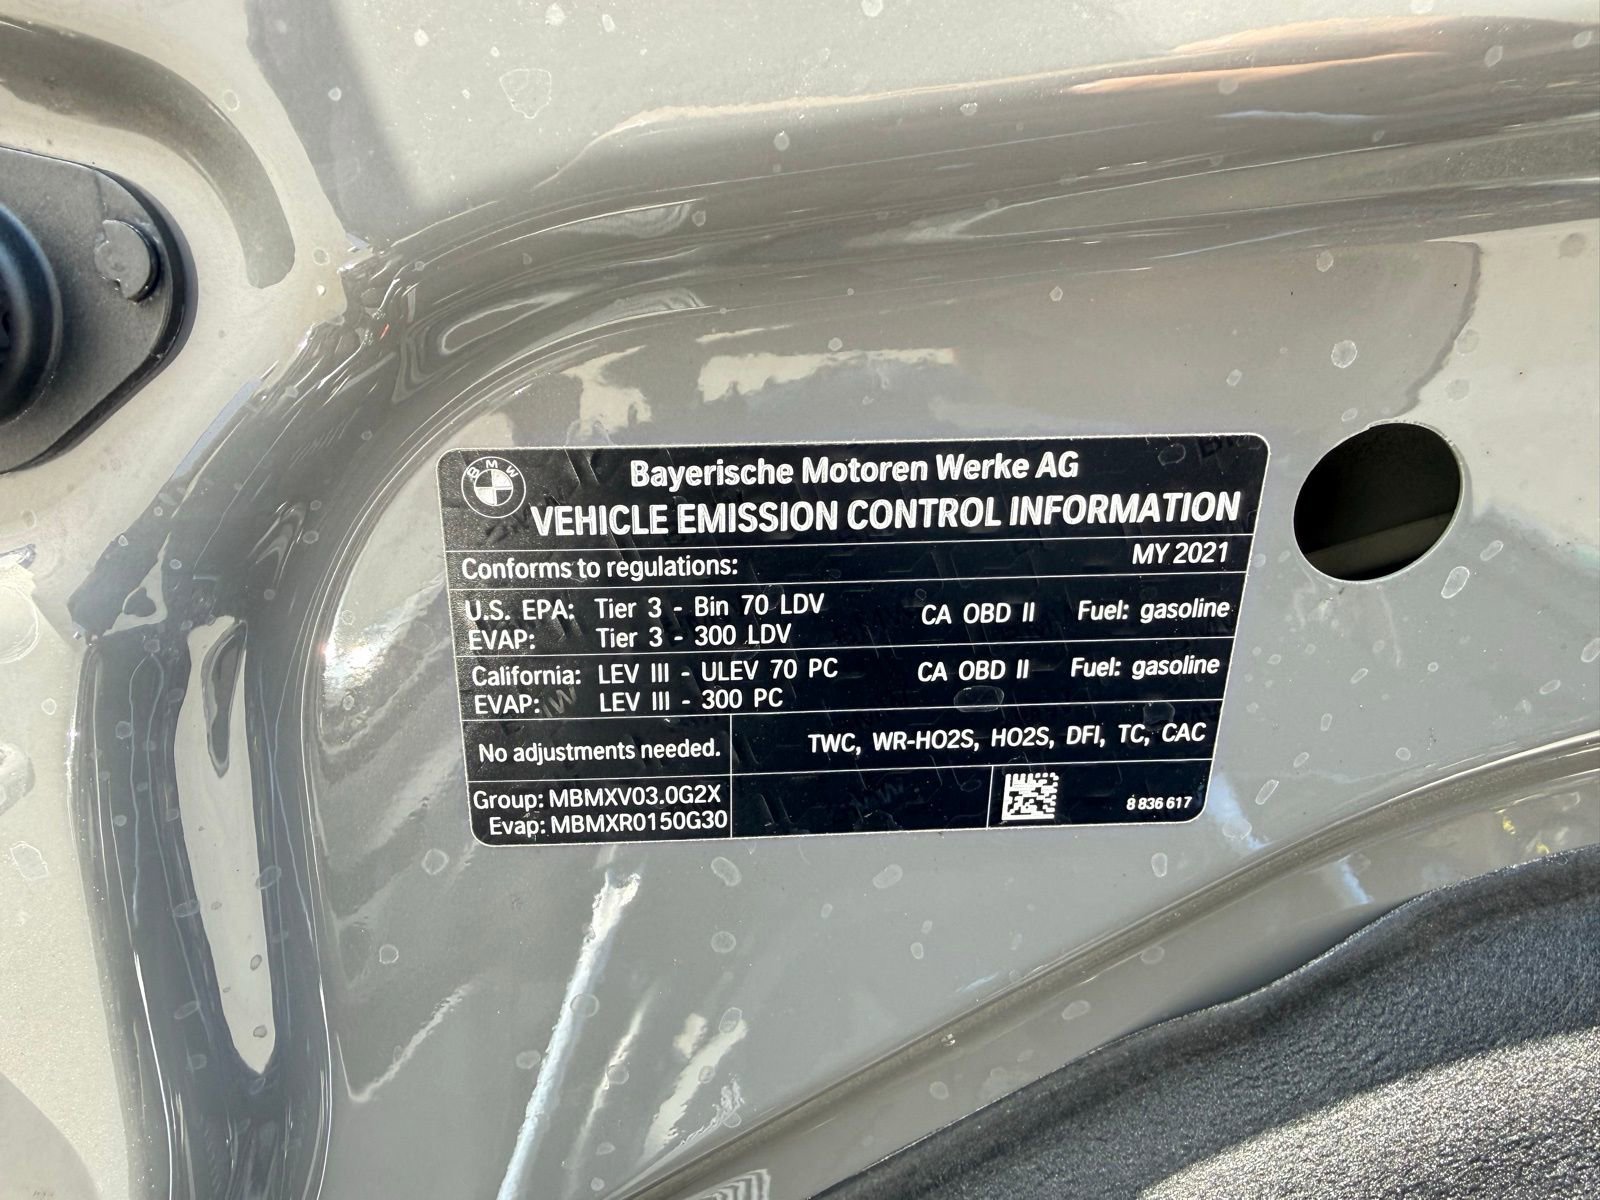 BMW
Bayerische Motoren Werke AG
VEHICLE EMISSION CONTROL INFORMATION
Conforms to regulations: MY 2021
U.S. EPA: Tier 3 - Bin 70 LDV CA OBD II Fuel: gasoline
EVAP: Tier 3 - 300 LDV
California: LEV III - ULEV 70 PC CA OBD II Fuel: gasoline
EVAP: LEV III - 300 PC
No adjustments needed. TWC, WR-HO2S, HO2S, DFI, TC, CAC
Group: MBMXV03.0G2X
Evap: MBMXR0150G30 8 836 617